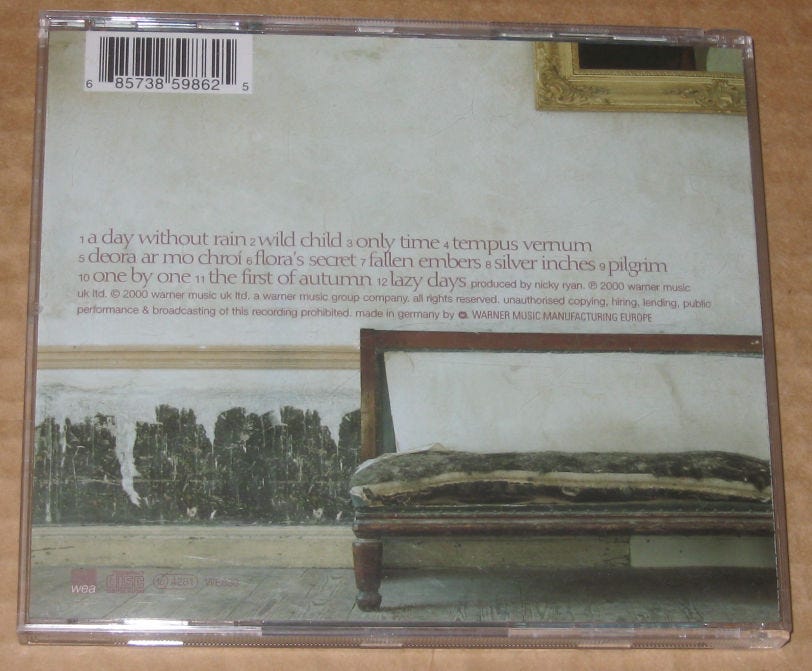 6 85738 59862 5
1 a day without rain 2 wild child 3 only time 4 tempus vernum
5 deora ar mo chroí 6 flora's secret 7 fallen embers 8 silver inches 9 pilgrim
10 one by one 11 the first of autumn 12 lazy days produced by nicky ryan. ℗ 2000 warner music
uk ltd. © 2000 warner music uk ltd. a warner music group company. all rights reserved. unauthorised copying, hiring, lending, public
performance & broadcasting of this recording prohibited. made in germany by WARNER MUSIC MANUFACTURING EUROPE
wea DISC LC 4281